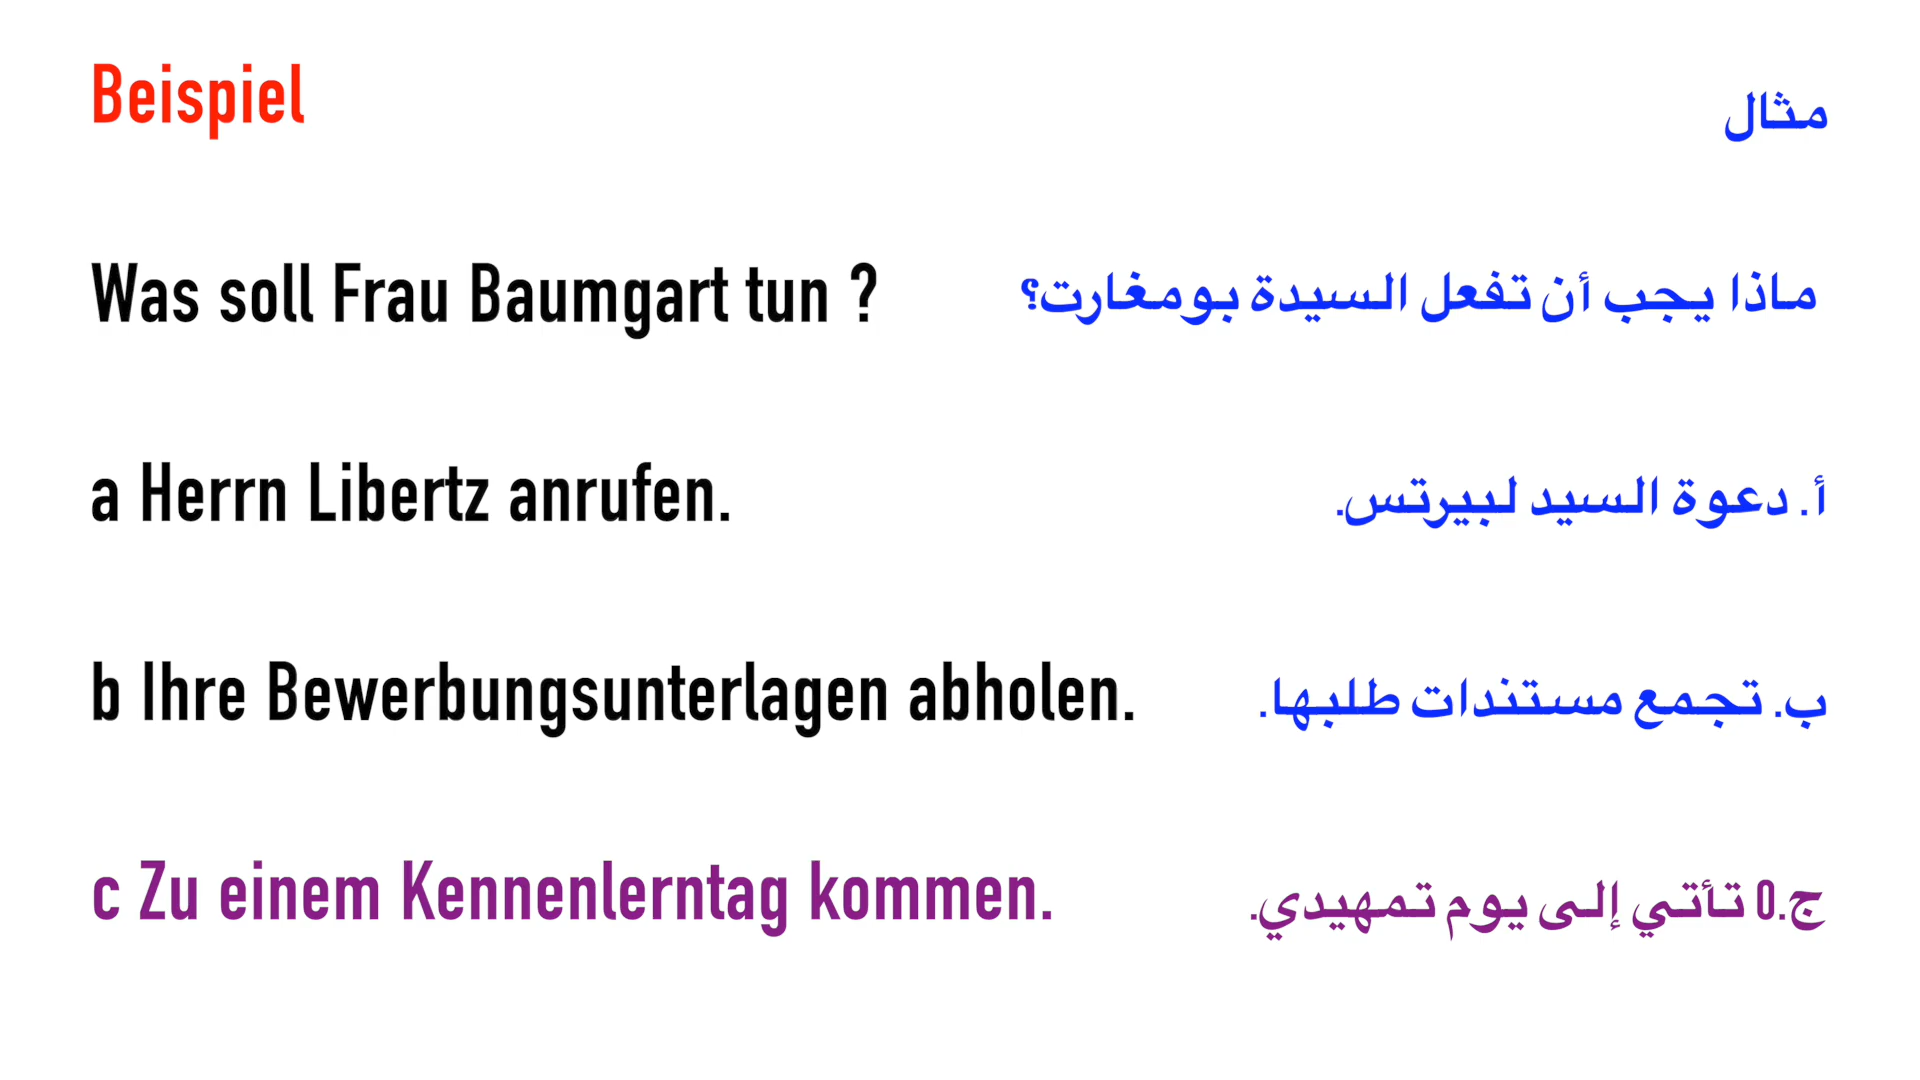 Beispiel
مثال
Was soll Frau Baumgart tun ?
ماذا يجب أن تفعل السيدة بومغارت؟
a Herrn Libertz anrufen.
أ. دعوة السيد لبيرتس.
b Ihre Bewerbungsunterlagen abholen.
ب. تجمع مستندات طلبها.
c Zu einem Kennenlerntag kommen.
ج.0 تأتي إلى يوم تمهيدي.